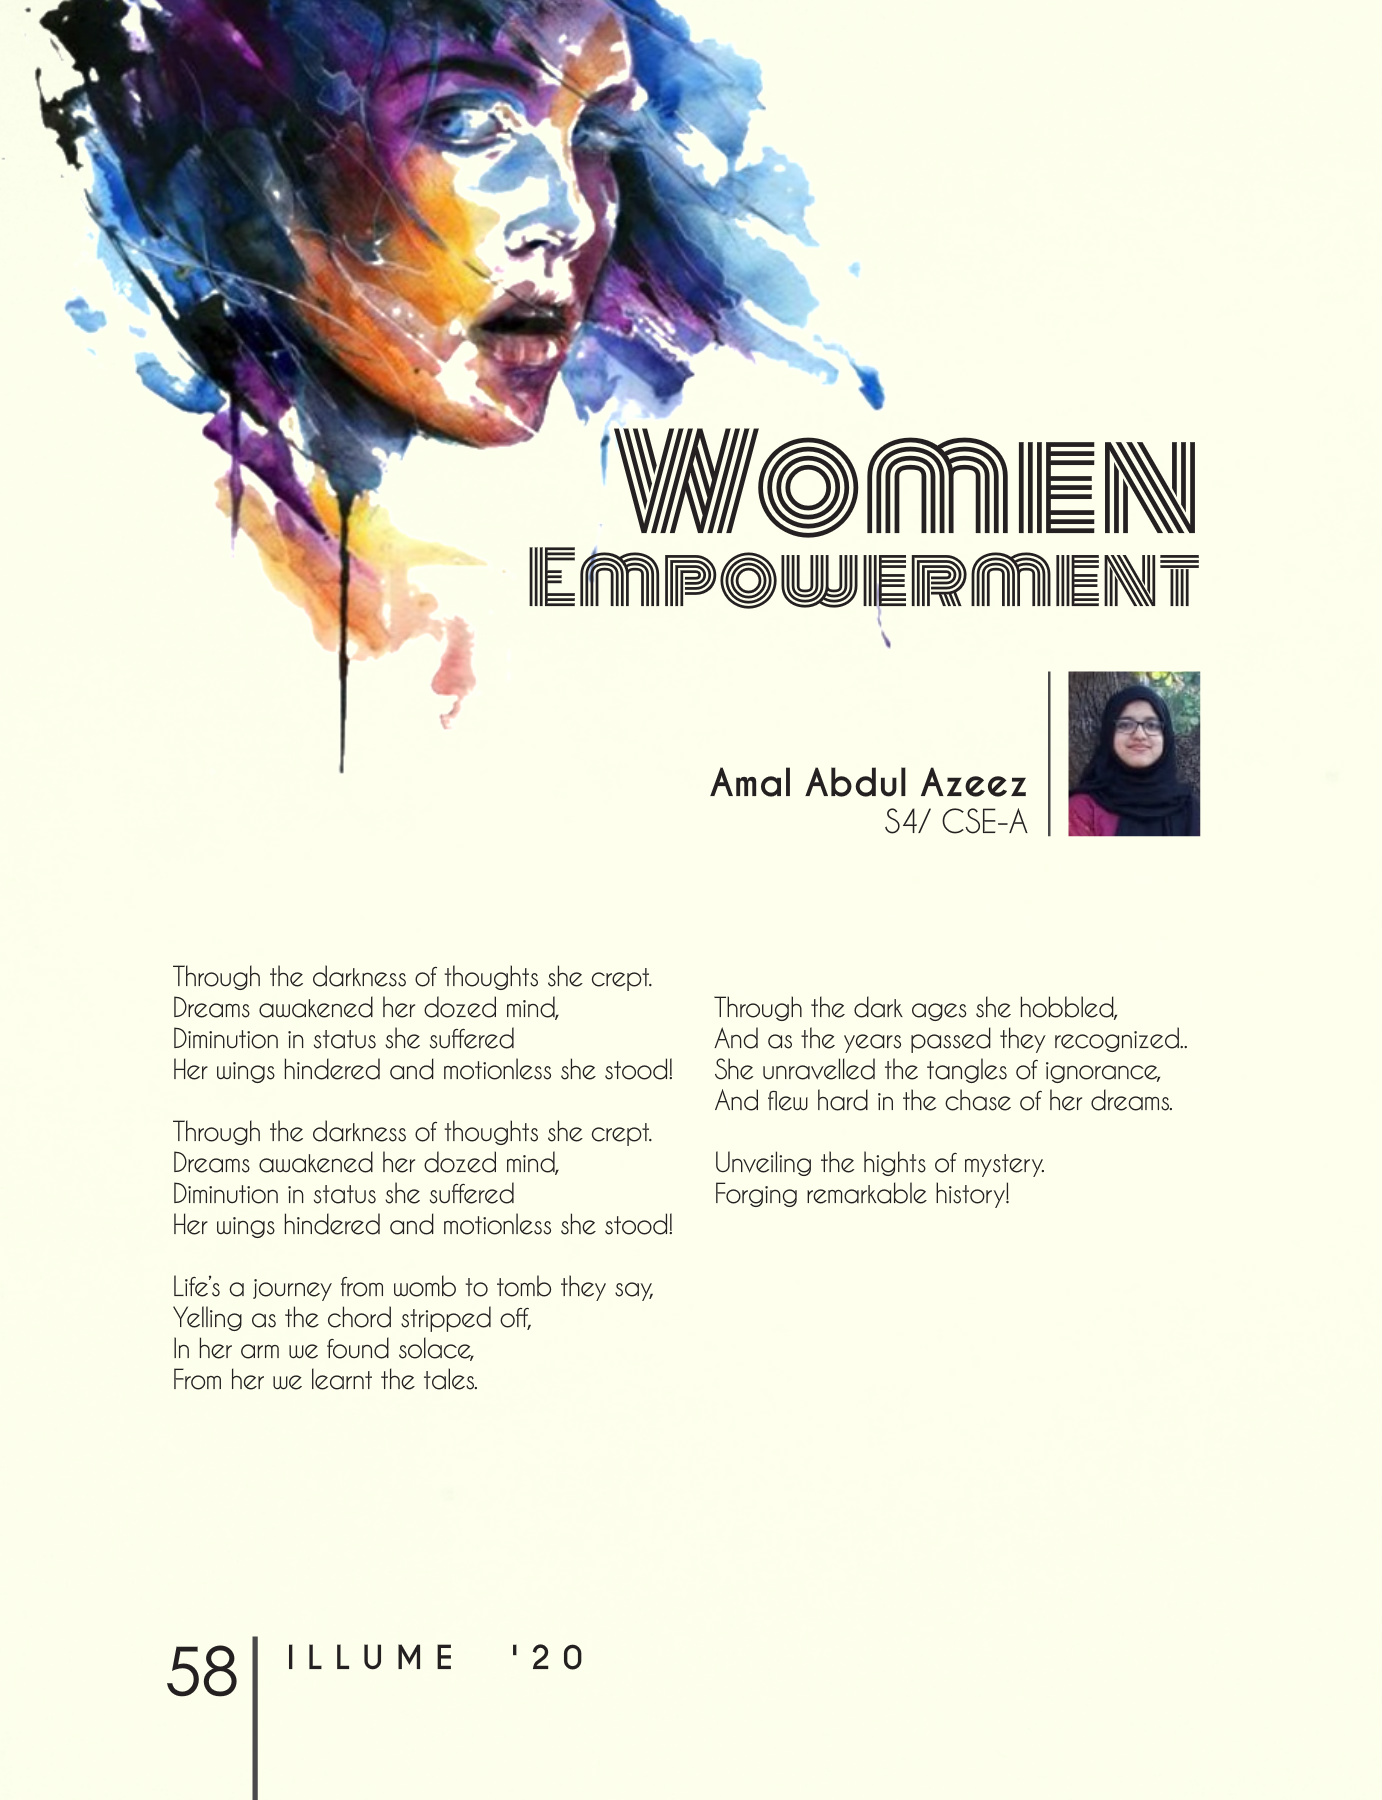 Women
Empowerment
Amal Abdul Azeez
S4/ CSE-A
Through the darkness of thoughts she crept.
Dreams awakened her dozed mind,
Diminution in status she suffered
Her wings hindered and motionless she stood!
Through the darkness of thoughts she crept.
Dreams awakened her dozed mind,
Diminution in status she suffered
Her wings hindered and motionless she stood!
Life's a journey from womb to tomb they say,
Yelling as the chord stripped off,
In her arm we found solace,
From her we learnt the tales.
Through the dark ages she hobbled,
And as the years passed they recognized..
She unravelled the tangles of ignorance,
And flew hard in the chase of her dreams.
Unveiling the hights of mystery.
Forging remarkable history!
58
ILLUME '20